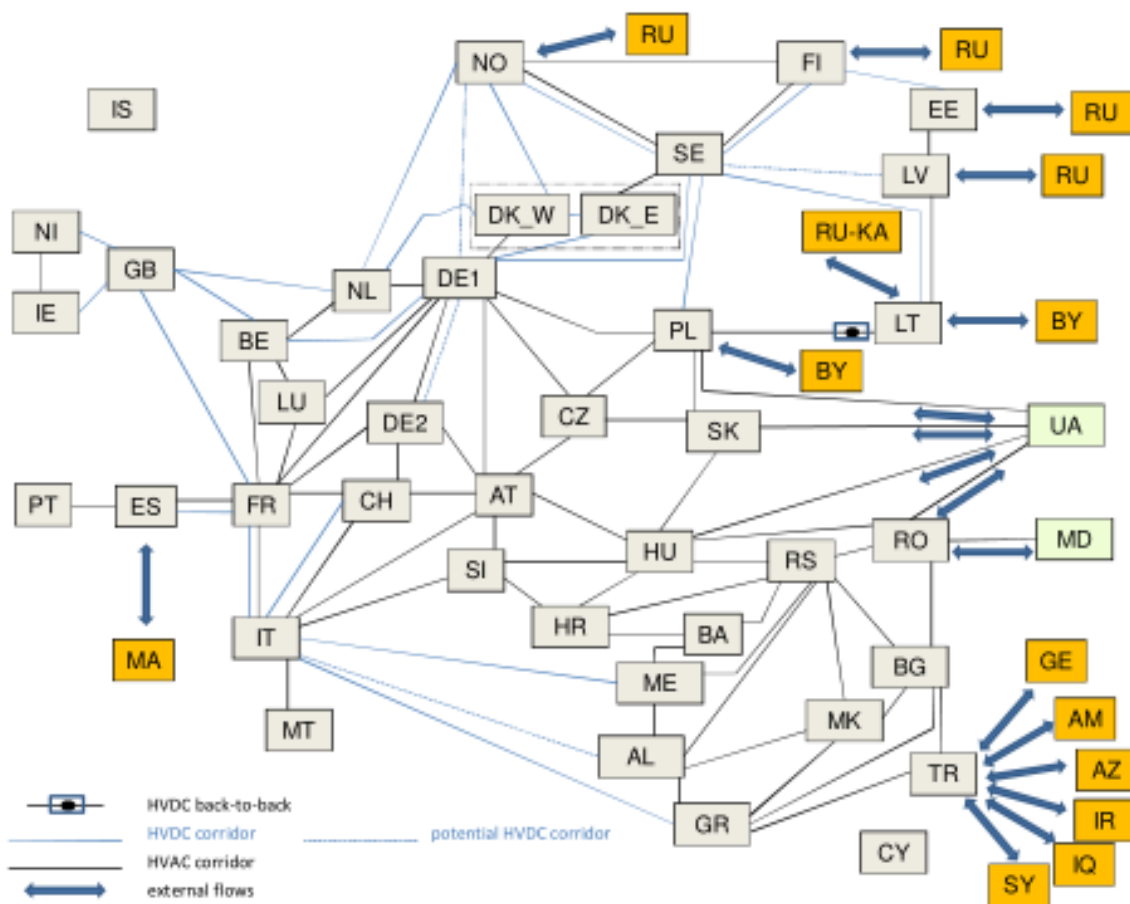 NO
RU
FI
RU
IS
EE
RU
SE
LV
RU
DK_W
DK_E
NI
RU-KA
GB
DE1
NL
IE
LT
BY
PL
BE
BY
LU
CZ
DE2
SK
UA
PT
ES
FR
CH
AT
RO
MD
HU
RS
SI
HR
BA
IT
MA
ME
BG
GE
MT
MK
AM
AL
TR
AZ
GR
IR
CY
IQ
SY
HVDC back-to-back
HVDC corridor
potential HVDC corridor
HVAC corridor
external flows